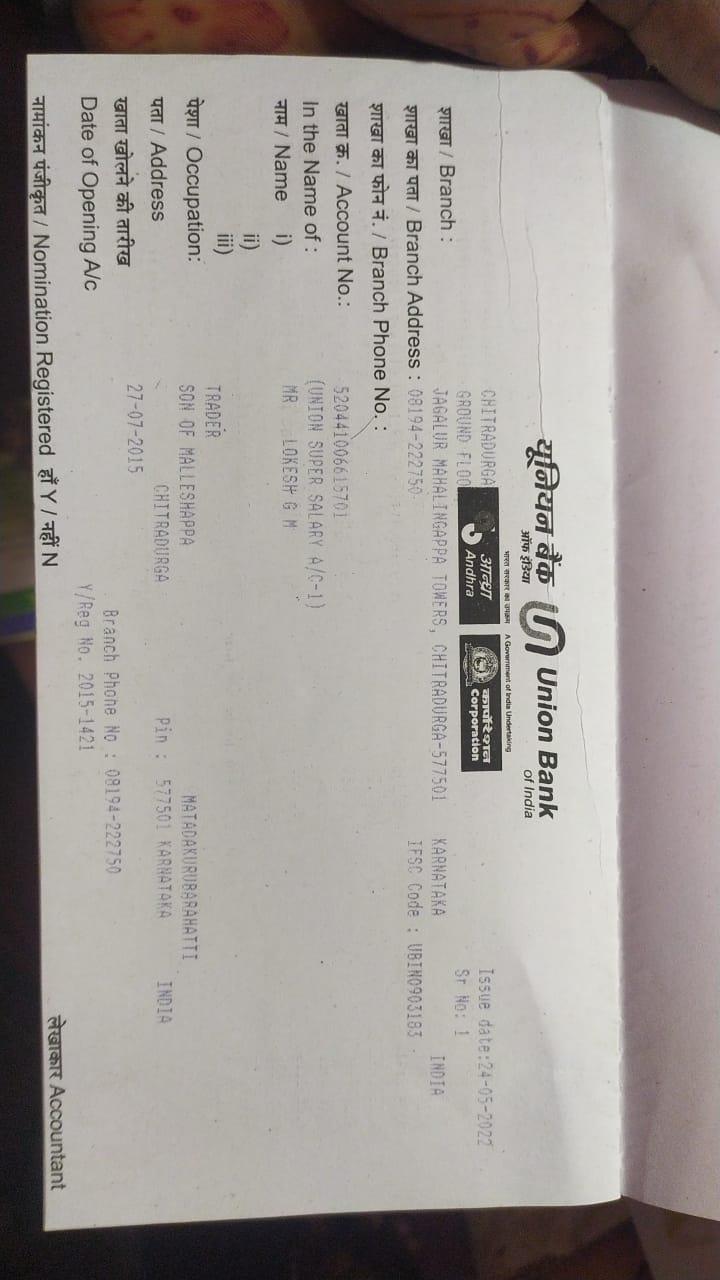 यूनियन बैंक Union Bank
ऑफ इंडिया of India
भारत सरकार का उपक्रम A Government of India Undertaking
CHITRADURGA आन्ध्रा Andhra कार्पोरेशन Corporation Issue date:24-05-2022
GROUND FLOO Sr No: 1
शाखा / Branch : JAGALUR MAHALINGAPPA TOWERS, CHITRADURGA-577501 KARNATAKA INDIA
शाखा का पता / Branch Address : 08194-222750 IFSC Code : UBIN0903183
शाखा का फोन नं. / Branch Phone No. :
खाता क्र. / Account No.: 520441006615701
In the Name of : (UNION SUPER SALARY A/C-1)
नाम / Name i) MR LOKESH G M
ii)
iii)
TRADER
पेशा / Occupation: SON OF MALLESHAPPA MATADAKURUBARAHATTI
पता / Address CHITRADURGA Pin : 577501 KARNATAKA INDIA
खाता खोलने की तारीख 27-07-2015
Date of Opening A/c Branch Phone No : 08194-222750
Y/Reg No. 2015-1421
नामांकन पंजीकृत / Nomination Registered हाँ Y / नहीं N लेखाकार Accountant